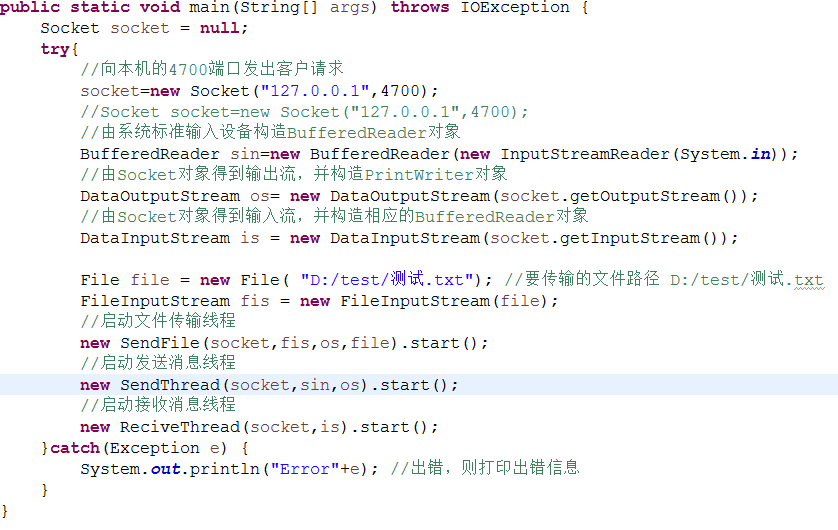 public static void main(String[] args) throws IOException {
Socket socket = null;
try{
//向本机的4700端口发出客户请求
socket=new Socket("127.0.0.1",4700);
//Socket socket=new Socket("127.0.0.1",4700);
//由系统标准输入设备构造BufferedReader对象
BufferedReader sin=new BufferedReader(new InputStreamReader(System.in));
//由Socket对象得到输出流，并构造PrintWriter对象
DataOutputStream os= new DataOutputStream(socket.getOutputStream());
//由Socket对象得到输入流，并构造相应的BufferedReader对象
DataInputStream is = new DataInputStream(socket.getInputStream());
File file = new File( "D:/test/测试.txt"); //要传输的文件路径 D:/test/测试.txt
FileInputStream fis = new FileInputStream(file);
//启动文件传输线程
new SendFile(socket,fis,os,file).start();
//启动发送消息线程
new SendThread(socket,sin,os).start();
//启动接收消息线程
new ReciveThread(socket,is).start();
}catch(Exception e) {
System.out.println("Error"+e); //出错，则打印出错信息
}
}